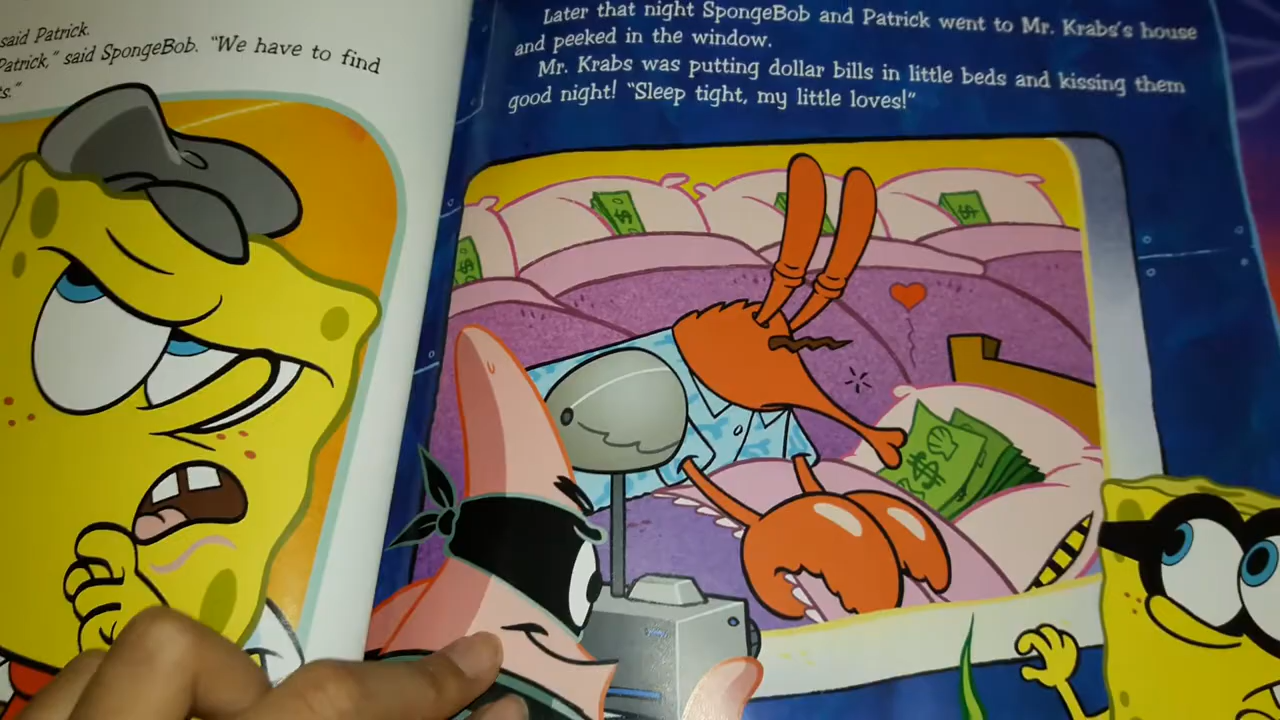 said Patrick.
Patrick," said SpongeBob. "We have to find
ts."
Later that night SpongeBob and Patrick went to Mr. Krabs's house
and peeked in the window.
Mr. Krabs was putting dollar bills in little beds and kissing them
good night! "Sleep tight, my little loves!"